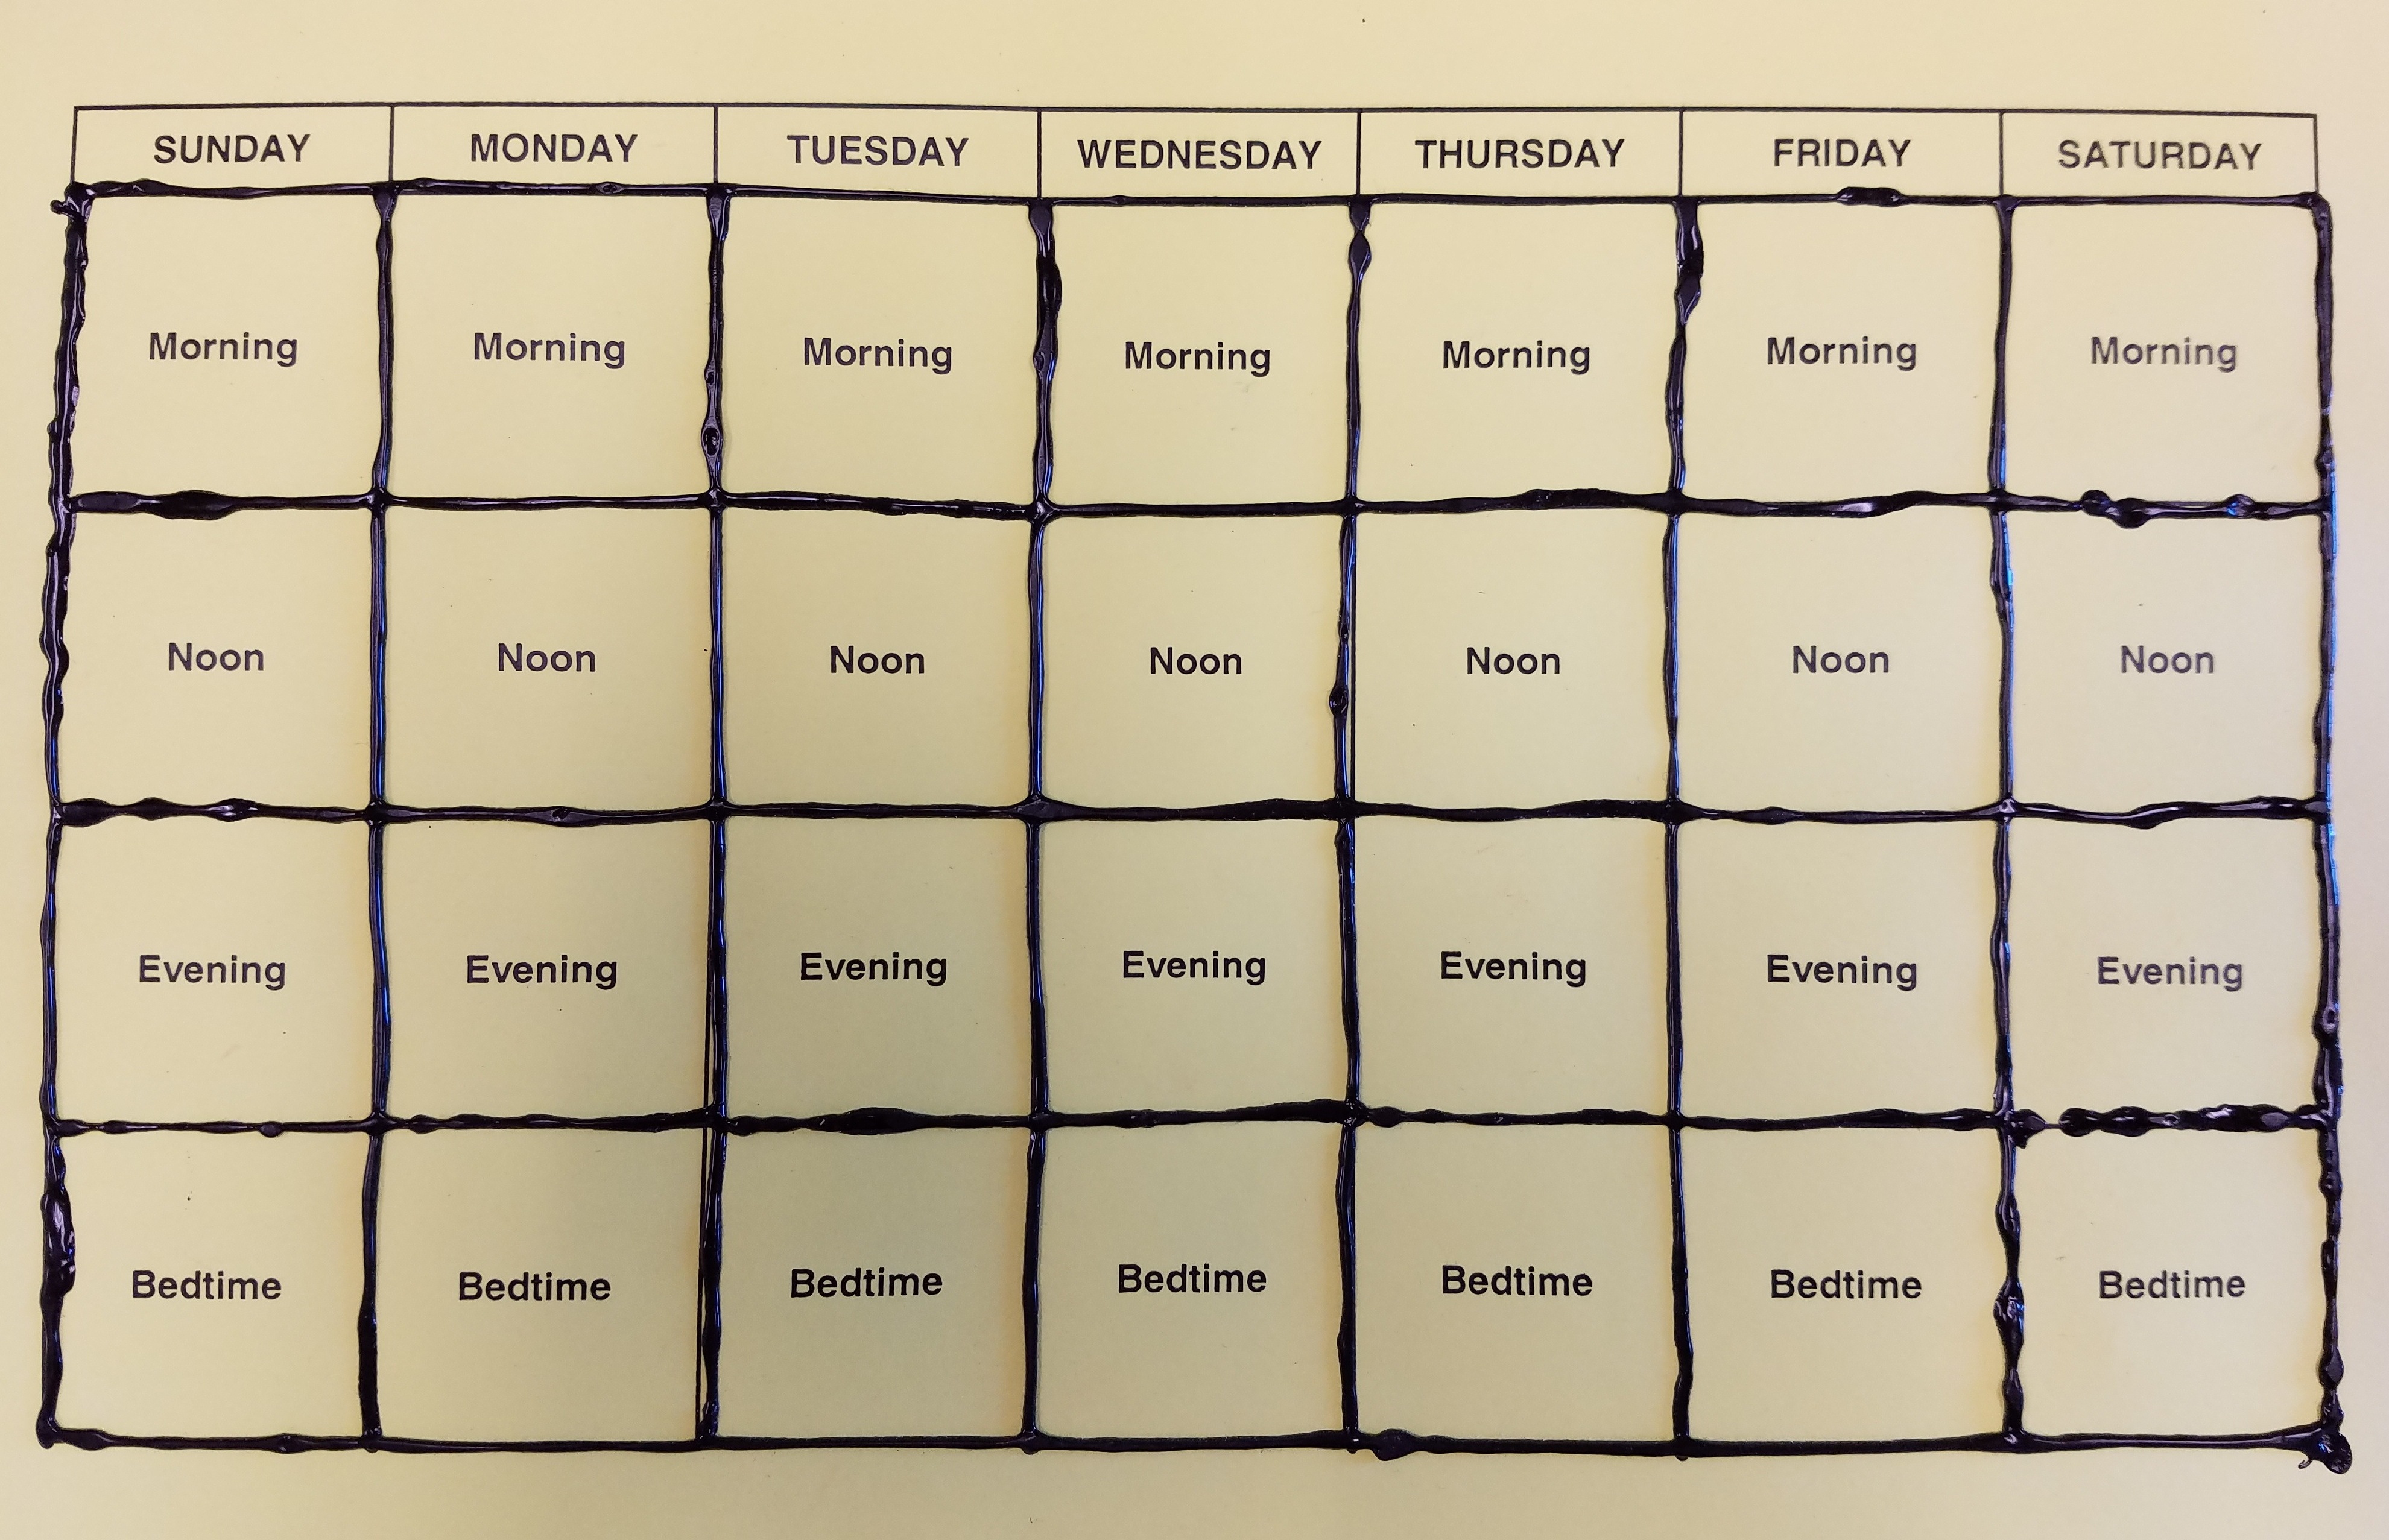 SUNDAY MONDAY TUESDAY WEDNESDAY THURSDAY FRIDAY SATURDAY
Morning Morning Morning Morning Morning Morning Morning
Noon Noon Noon Noon Noon Noon Noon
Evening Evening Evening Evening Evening Evening Evening
Bedtime Bedtime Bedtime Bedtime Bedtime Bedtime Bedtime